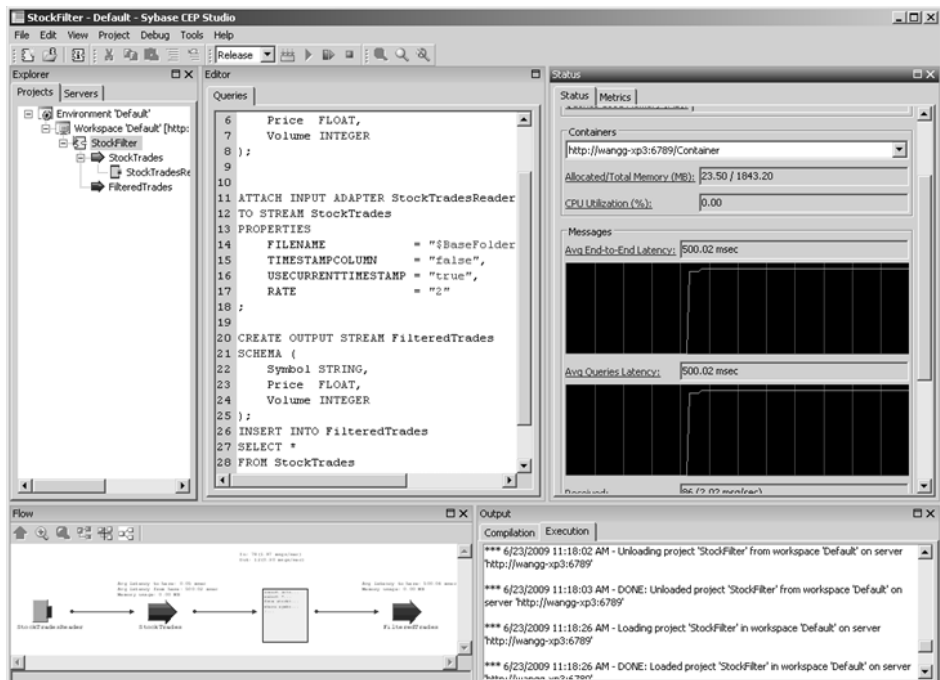 StockFilter - Default - Sybase CEP Studio
File Edit View Project Debug Tools Help
Release
Explorer
Projects Servers
Environment 'Default'
Workspace 'Default' [http:
StockFilter
StockTrades
StockTradesRe
FilteredTrades
Editor
Queries
6 Price FLOAT,
7 Volume INTEGER
8 );
9
10
11 ATTACH INPUT ADAPTER StockTradesReader
12 TO STREAM StockTrades
13 PROPERTIES
14 FILENAME = "$BaseFolder
15 TIMESTAMPCOLUMN = "false",
16 USECURRENTTIMESTAMP = "true",
17 RATE = "2"
18 ;
19
20 CREATE OUTPUT STREAM FilteredTrades
21 SCHEMA (
22 Symbol STRING,
23 Price FLOAT,
24 Volume INTEGER
25 );
26 INSERT INTO FilteredTrades
27 SELECT *
28 FROM StockTrades
Status
Status Metrics
Containers
http://wangg-xp3:6789/Container
Allocated/Total Memory (MB): 23.50 / 1843.20
CPU Utilization (%): 0.00
Messages
Avg End-to-End Latency: 500.02 msec
Avg Queries Latency: 500.02 msec
Received: 86 (2.02 msg/sec)
Flow
StockTradesReader
StockTrades
FilteredTrades
Output
Compilation Execution
*** 6/23/2009 11:18:02 AM - Unloading project 'StockFilter' from workspace 'Default' on server
'http://wangg-xp3:6789'
*** 6/23/2009 11:18:03 AM - DONE: Unloaded project 'StockFilter' from workspace 'Default' on
server 'http://wangg-xp3:6789'
*** 6/23/2009 11:18:26 AM - Loading project 'StockFilter' in workspace 'Default' on server
'http://wangg-xp3:6789'
*** 6/23/2009 11:18:26 AM - DONE: Loaded project 'StockFilter' in workspace 'Default' on server
'http://wangg-xp3:6789'